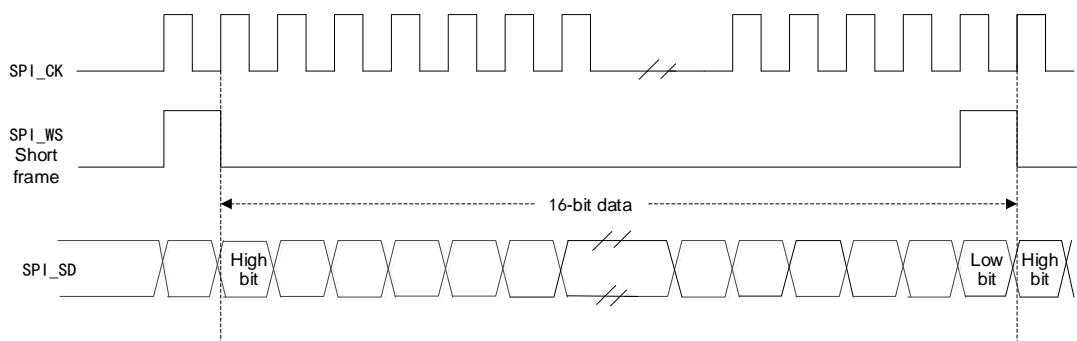 SPI_CK
SPI_WS
Short
frame
16-bit data
SPI_SD
High
bit
Low
bit
High
bit